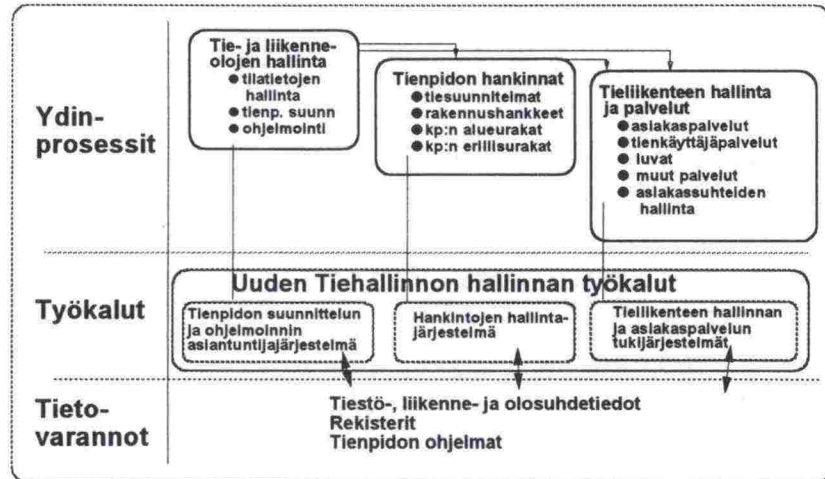 Ydin-
prosessit
Tie- ja liikenne-
olojen hallinta
●tilatietojen
hallinta
●tienp. suunn
●ohjelmointi
Tienpidon hankinnat
●tiesuunnitelmat
●rakennushankkeet
●kp:n alueurakat
●kp:n erillisurakat
Tieliikenteen hallinta
ja palvelut
●asiakaspalvelut
●tienkäyttäjäpalvelut
● luvat
● muut palvelut
● asiakassuhteiden
hallinta
Työkalut
Uuden Tiehallinnon hallinnan työkalut
Tienpidon suunnittelun
ja ohjelmoinnin
asiantuntijajärjestelmä
Hankintojen hallinta-
järjestelmä
Tieliikenteen hallinnan
ja asiakaspalvelun
tukijärjestelmät
Tieto-
varannot
Tiestö-, liikenne- ja olosuhdetiedot
Rekisterit
Tienpidon ohjelmat